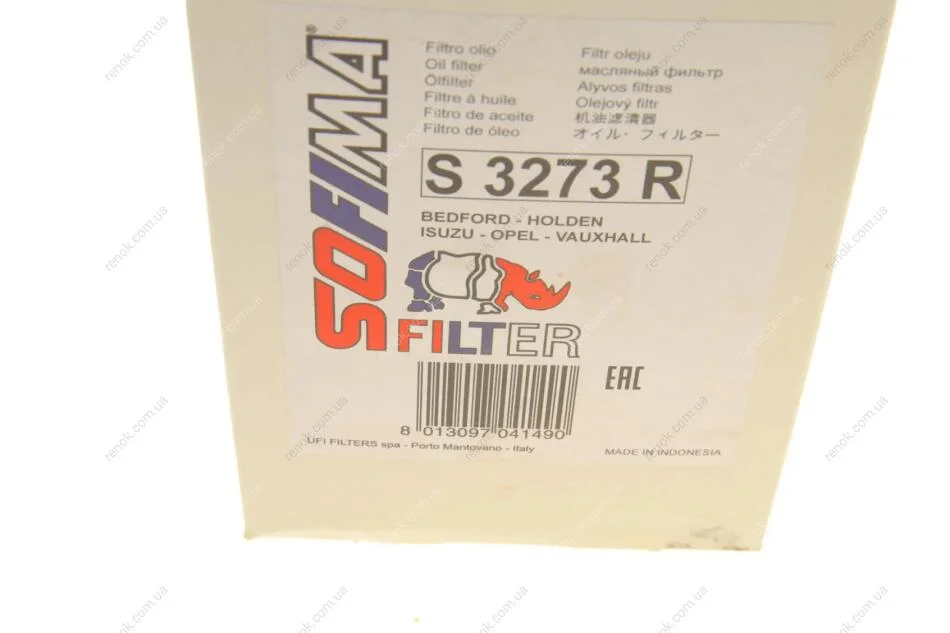 SOFIMA®
Filtro olio
Oil filter
Ölfilter
Filtre à huile
Filtro de aceite
Filtro de óleo
Filtr oleju
масляный фильтр
Alyvos filtras
Olejový filtr
机油滤清器
オイル・フィルター
S 3273 R
BEDFORD - HOLDEN
ISUZU - OPEL - VAUXHALL
FILTER
EAC
8 013097 041490
UFI FILTERS spa - Porto Mantovano - Italy
MADE IN INDONESIA
renok.com.ua